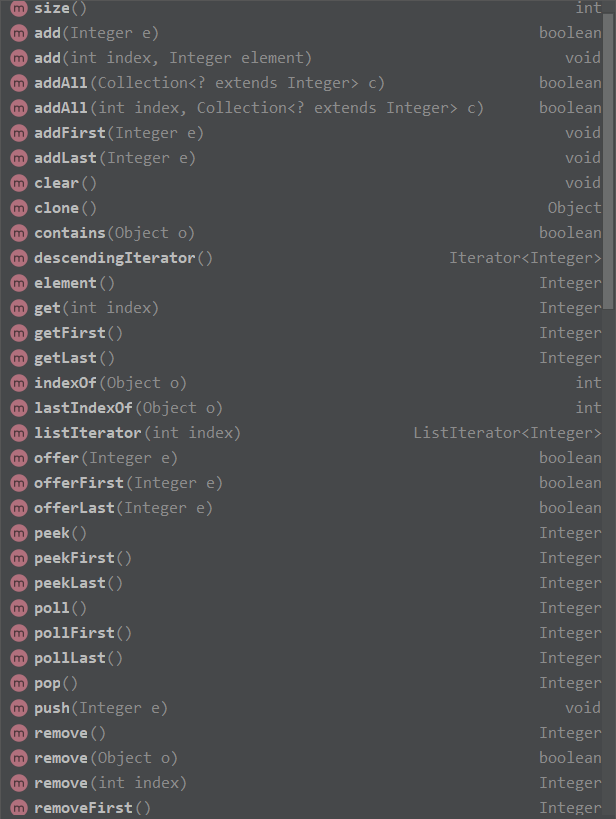 m size() int
m add(Integer e) boolean
m add(int index, Integer element) void
m addAll(Collection<? extends Integer> c) boolean
m addAll(int index, Collection<? extends Integer> c) boolean
m addFirst(Integer e) void
m addLast(Integer e) void
m clear() void
m clone() Object
m contains(Object o) boolean
m descendingIterator() Iterator<Integer>
m element() Integer
m get(int index) Integer
m getFirst() Integer
m getLast() Integer
m indexOf(Object o) int
m lastIndexOf(Object o) int
m listIterator(int index) ListIterator<Integer>
m offer(Integer e) boolean
m offerFirst(Integer e) boolean
m offerLast(Integer e) boolean
m peek() Integer
m peekFirst() Integer
m peekLast() Integer
m poll() Integer
m pollFirst() Integer
m pollLast() Integer
m pop() Integer
m push(Integer e) void
m remove() Integer
m remove(Object o) boolean
m remove(int index) Integer
m removeFirst() Integer